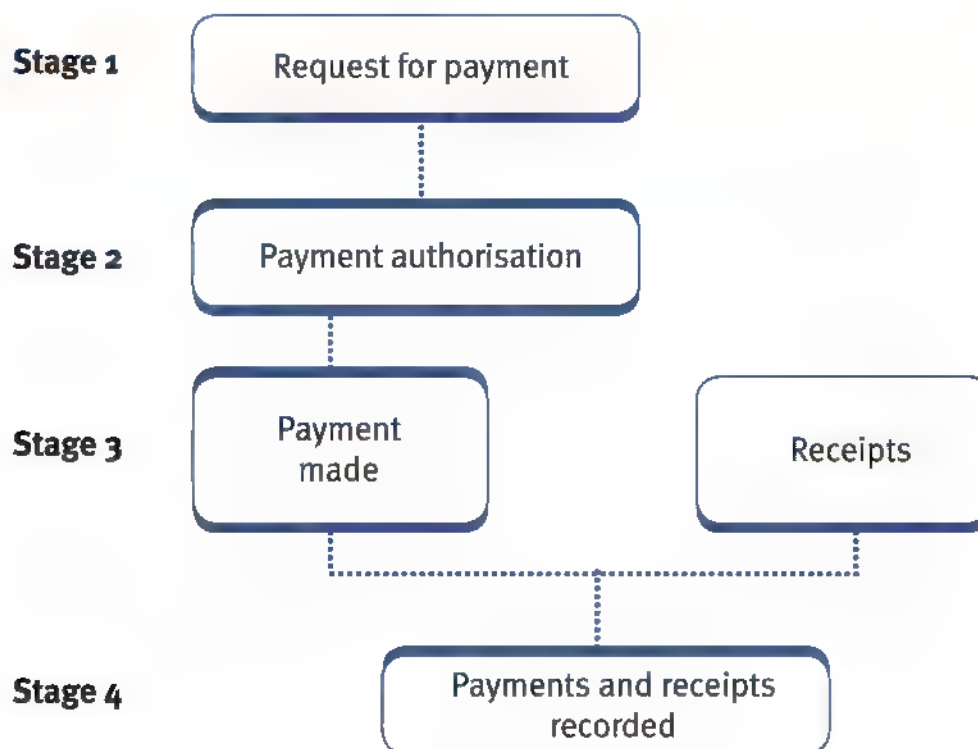 Stage 1
Request for payment
Stage 2
Payment authorisation
Stage 3
Payment
made
Receipts
Stage 4
Payments and receipts
recorded